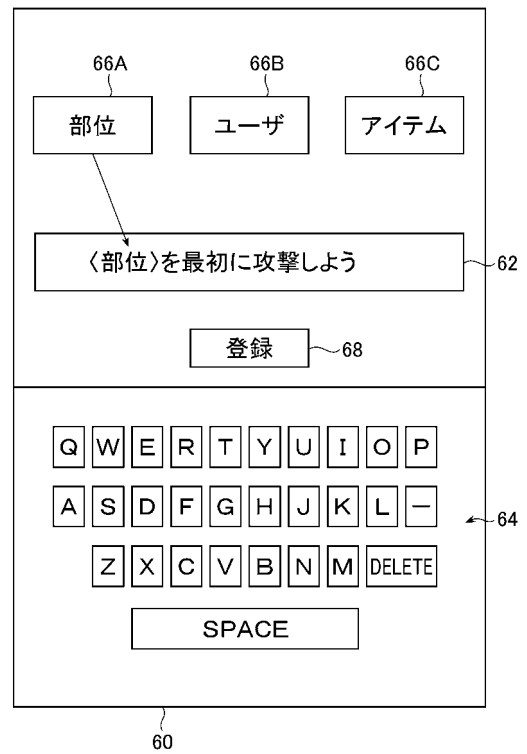 66A 66B 66C
部位 ユーザ アイテム
〈部位〉を最初に攻撃しよう 62
登録 68
Q W E R T Y U I O P
A S D F G H J K L － 64
Z X C V B N M DELETE
SPACE
60